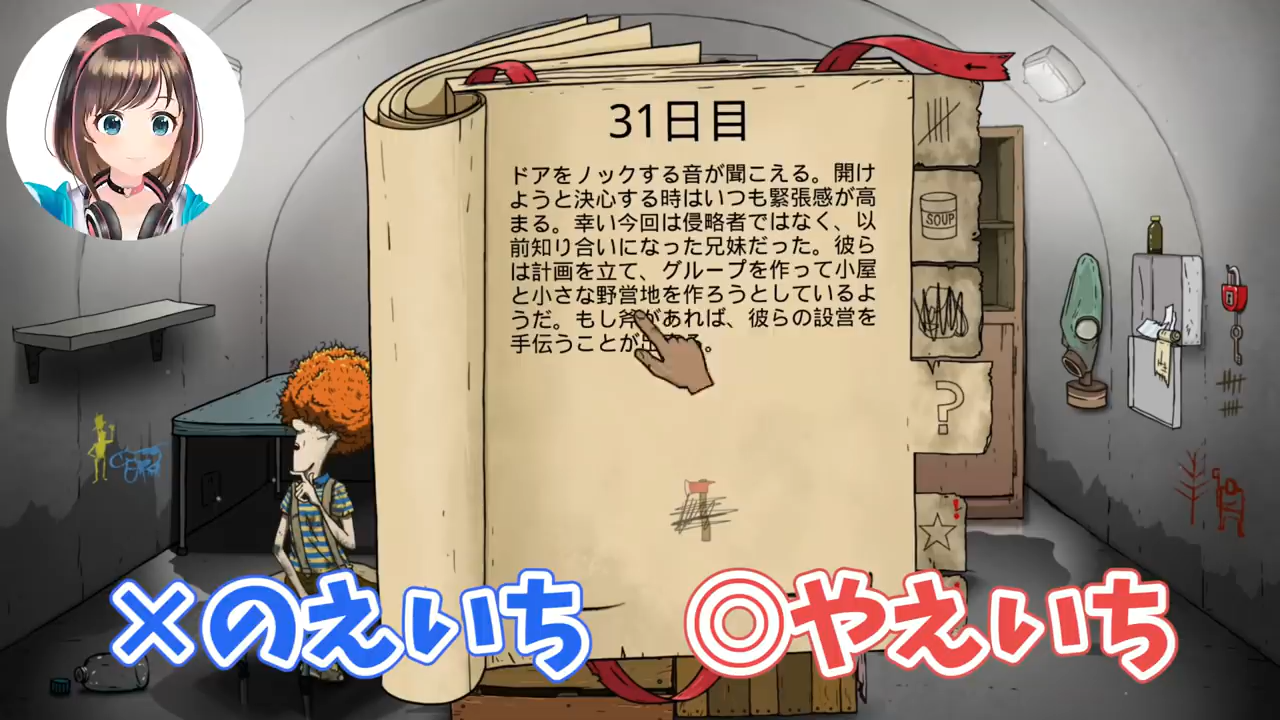 31日目
ドアをノックする音が聞こえる。開け
ようと決心する時はいつも緊張感が高
まる。幸い今回は侵略者ではなく、以
前知り合いになった兄妹だった。彼ら
は計画を立て、グループを作って小屋
と小さな野営地を作ろうとしているよ
うだ。もし斧があれば、彼らの設営を
手伝うことが出
SOUP
?
×のえいち
◎やえいち